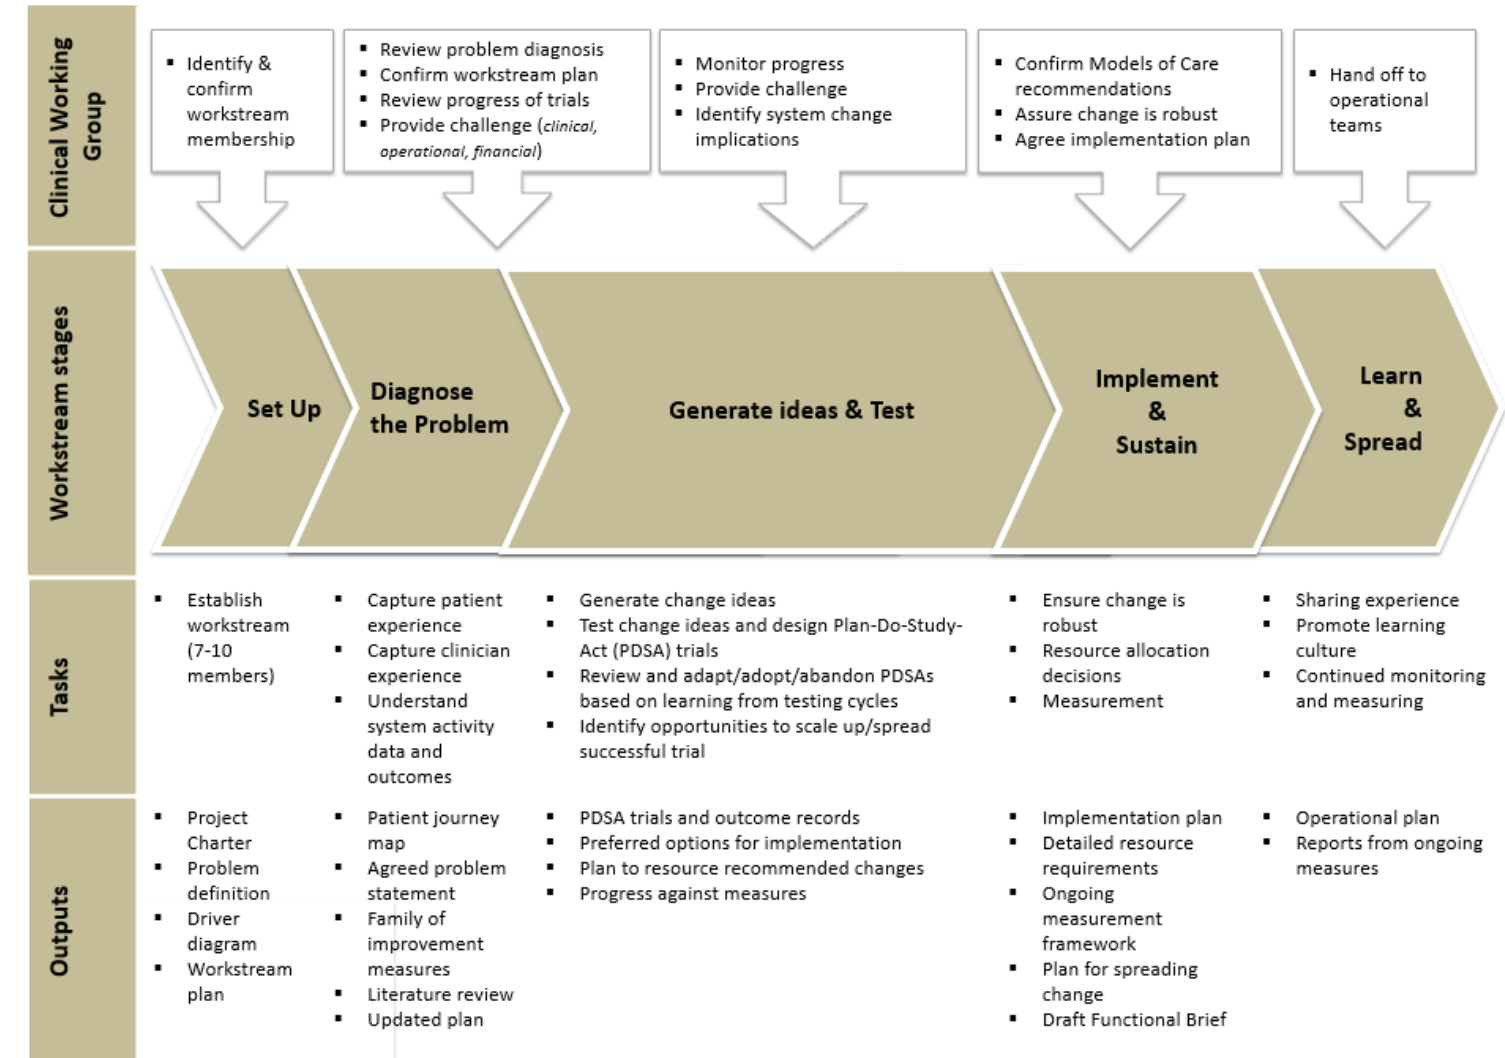 Clinical Working
Group
▪ Identify &
confirm
workstream
membership
▪ Review problem diagnosis
▪ Confirm workstream plan
▪ Review progress of trials
▪ Provide challenge (clinical,
operational, financial)
▪ Monitor progress
▪ Provide challenge
▪ Identify system change
implications
▪ Confirm Models of Care
recommendations
▪ Assure change is robust
▪ Agree implementation plan
▪ Hand off to
operational
teams
Workstream stages
Set Up
Diagnose
the Problem
Generate ideas & Test
Implement
&
Sustain
Learn
&
Spread
Tasks
▪ Establish
workstream
(7-10
members)
▪ Capture patient
experience
▪ Capture clinician
experience
▪ Understand
system activity
data and
outcomes
▪ Generate change ideas
▪ Test change ideas and design Plan-Do-Study-
Act (PDSA) trials
▪ Review and adapt/adopt/abandon PDSAs
based on learning from testing cycles
▪ Identify opportunities to scale up/spread
successful trial
▪ Ensure change is
robust
▪ Resource allocation
decisions
▪ Measurement
▪ Sharing experience
▪ Promote learning
culture
▪ Continued monitoring
and measuring
Outputs
▪ Project
Charter
▪ Problem
definition
▪ Driver
diagram
▪ Workstream
plan
▪ Patient journey
map
▪ Agreed problem
statement
▪ Family of
improvement
measures
▪ Literature review
▪ Updated plan
▪ PDSA trials and outcome records
▪ Preferred options for implementation
▪ Plan to resource recommended changes
▪ Progress against measures
▪ Implementation plan
▪ Detailed resource
requirements
▪ Ongoing
measurement
framework
▪ Plan for spreading
change
▪ Draft Functional Brief
▪ Operational plan
▪ Reports from ongoing
measures